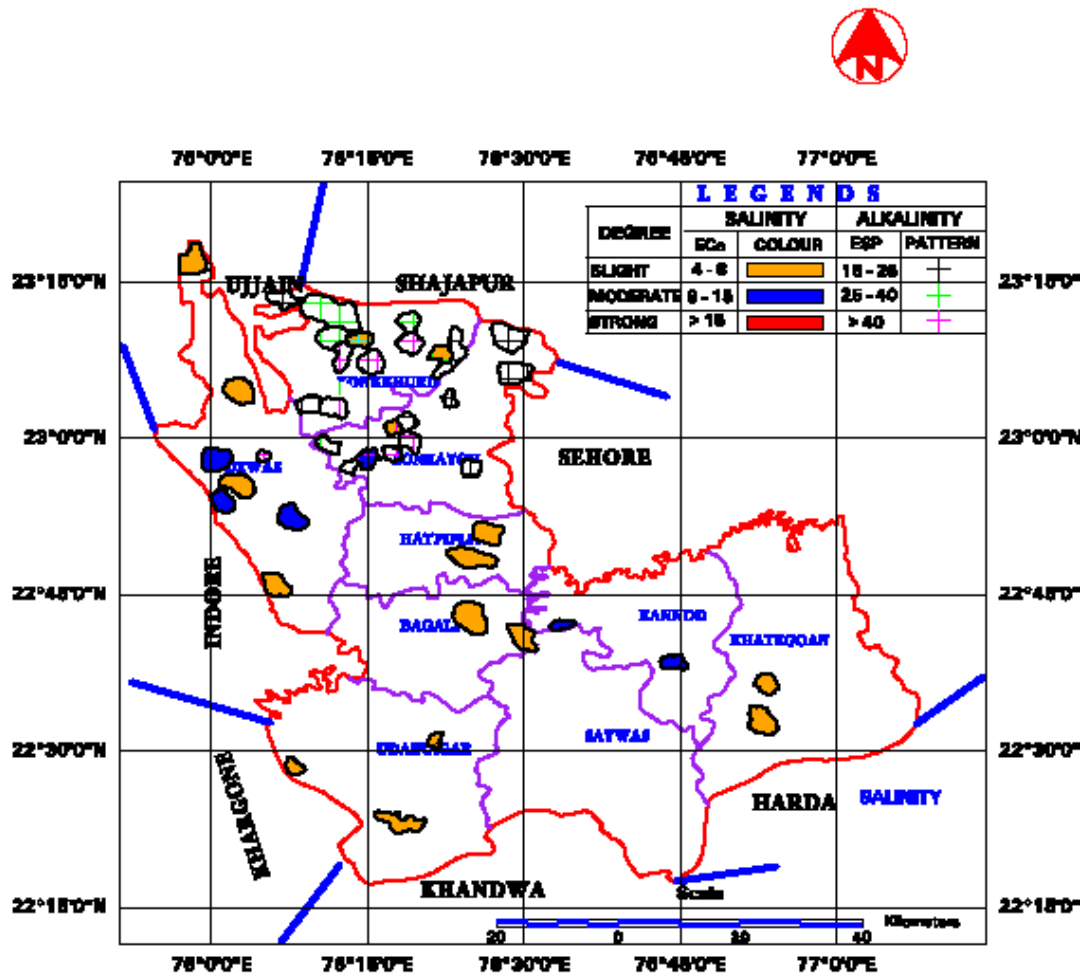 N
76°0'0"E 76°15'0"E 76°30'0"E 76°45'0"E 77°0'0"E
LEGENDS
DEGREE SALINITY ALKALINITY
ECe COLOUR ESP PATTERN
SLIGHT 4 - 8 15 - 25
MODERATE 8 - 15 25 - 40
STRONG > 15 > 40
23°15'0"N 23°15'0"N
UJJAIN SHAJAPUR
23°0'0"N 23°0'0"N
SEHORE
DEWAS
HATPIPLIA
INDORE
22°45'0"N 22°45'0"N
BAGALI
KANNOD
KHATEGOAN
SATWAS
UDAINAGAR
22°30'0"N 22°30'0"N
KHARGONE
HARDA SALINITY
KHANDWA
Scale
22°15'0"N 22°15'0"N
Kilometers
20 0 20 40
76°0'0"E 76°15'0"E 76°30'0"E 76°45'0"E 77°0'0"E